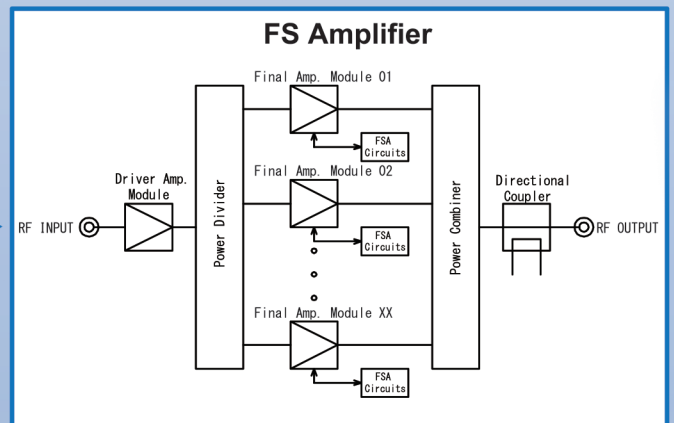 FS Amplifier
Final Amp. Module 01
FSA
Circuits
Final Amp. Module 02
FSA
Circuits
Driver Amp.
Module
RF INPUT
Power Divider
Power Combiner
Directional
Coupler
RF OUTPUT
Final Amp. Module XX
FSA
Circuits